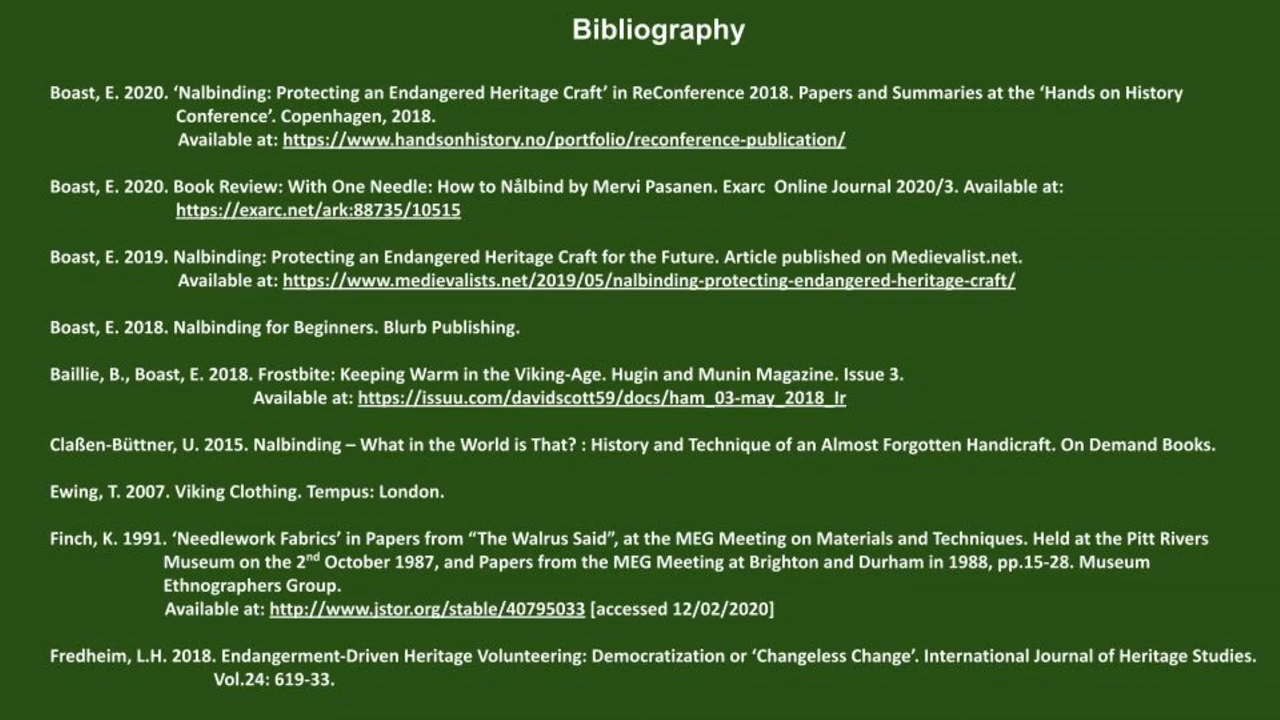 Bibliography
Boast, E. 2020. ‘Nalbinding: Protecting an Endangered Heritage Craft’ in ReConference 2018. Papers and Summaries at the ‘Hands on History
Conference’. Copenhagen, 2018.
Available at: https://www.handsonhistory.no/portfolio/reconference-publication/
Boast, E. 2020. Book Review: With One Needle: How to Nålbind by Mervi Pasanen. Exarc Online Journal 2020/3. Available at:
https://exarc.net/ark:88735/10515
Boast, E. 2019. Nalbinding: Protecting an Endangered Heritage Craft for the Future. Article published on Medievalist.net.
Available at: https://www.medievalists.net/2019/05/nalbinding-protecting-endangered-heritage-craft/
Boast, E. 2018. Nalbinding for Beginners. Blurb Publishing.
Baillie, B., Boast, E. 2018. Frostbite: Keeping Warm in the Viking-Age. Hugin and Munin Magazine. Issue 3.
Available at: https://issuu.com/davidscott59/docs/ham_03-may_2018_lr
Claßen-Büttner, U. 2015. Nalbinding – What in the World is That? : History and Technique of an Almost Forgotten Handicraft. On Demand Books.
Ewing, T. 2007. Viking Clothing. Tempus: London.
Finch, K. 1991. ‘Needlework Fabrics’ in Papers from “The Walrus Said”, at the MEG Meeting on Materials and Techniques. Held at the Pitt Rivers
Museum on the 2nd October 1987, and Papers from the MEG Meeting at Brighton and Durham in 1988, pp.15-28. Museum
Ethnographers Group.
Available at: http://www.jstor.org/stable/40795033 [accessed 12/02/2020]
Fredheim, L.H. 2018. Endangerment-Driven Heritage Volunteering: Democratization or ‘Changeless Change’. International Journal of Heritage Studies.
Vol.24: 619-33.